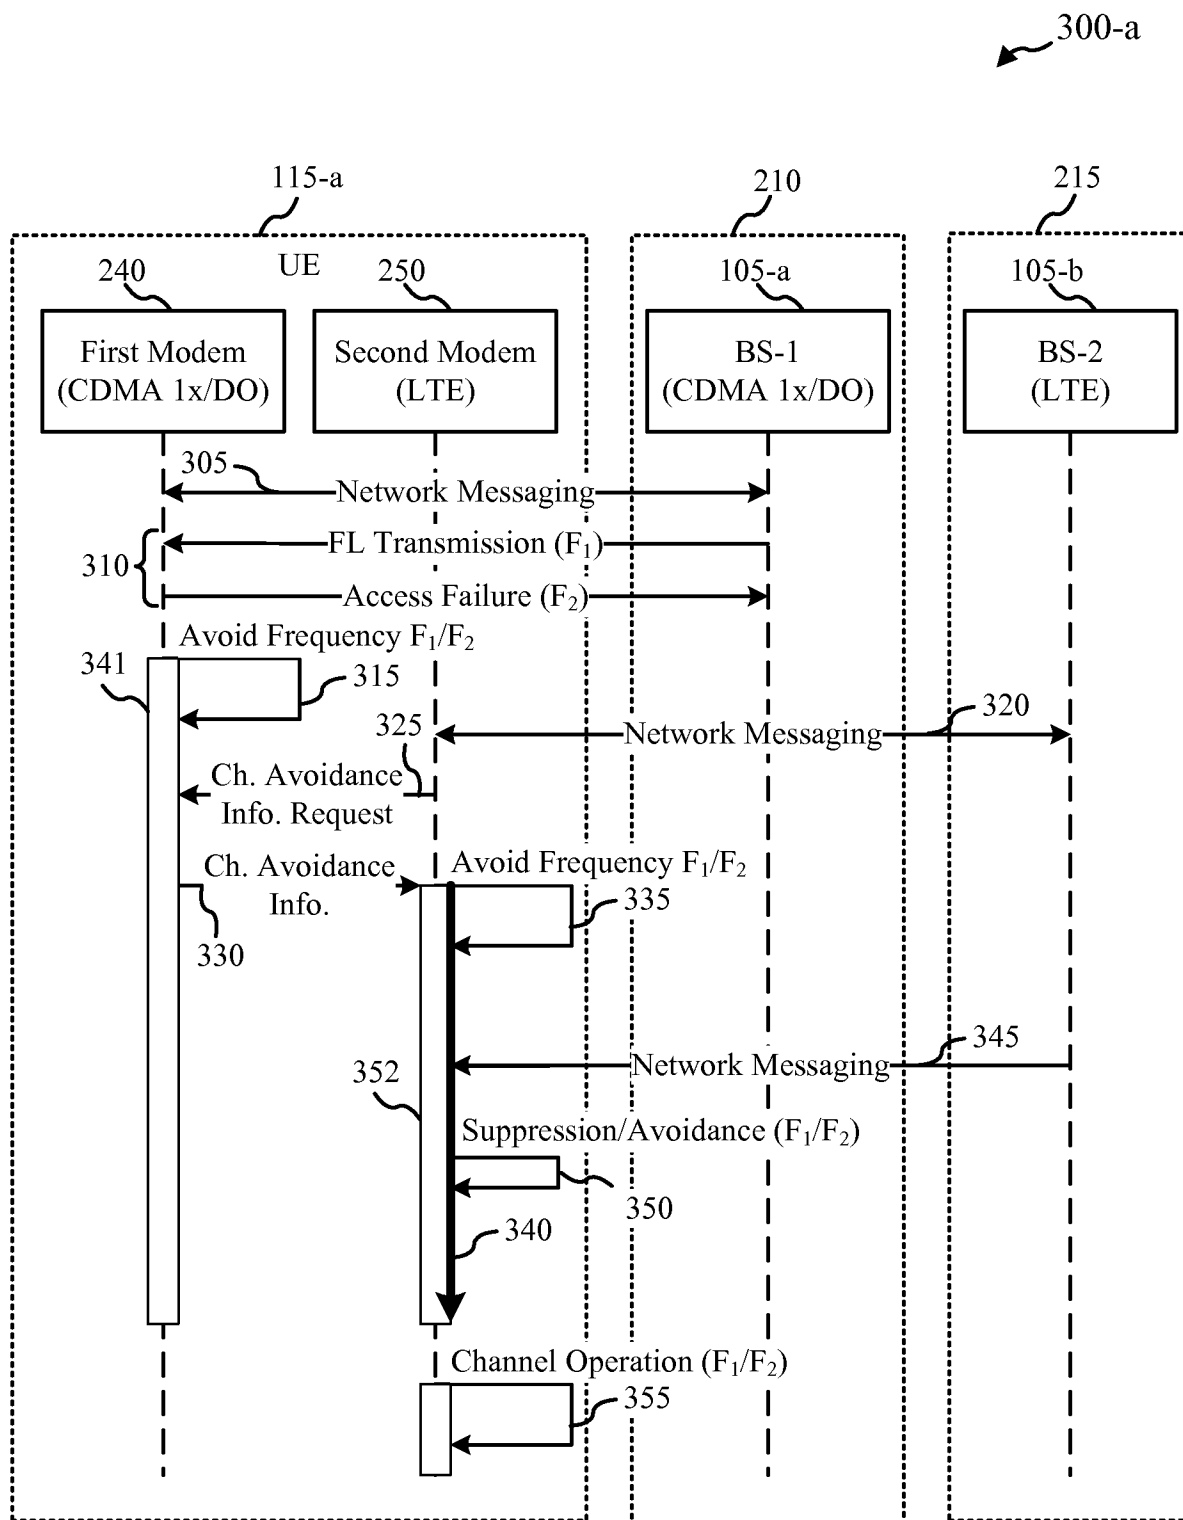 300-a
115-a
210
215
UE
240
250
105-a
105-b
First Modem
(CDMA 1x/DO)
Second Modem
(LTE)
BS-1
(CDMA 1x/DO)
BS-2
(LTE)
305
Network Messaging
FL Transmission (F₁)
310
Access Failure (F₂)
Avoid Frequency F₁/F₂
341
315
325
320
Network Messaging
Ch. Avoidance
Info. Request
Ch. Avoidance
Info.
Avoid Frequency F₁/F₂
335
330
345
Network Messaging
352
Suppression/Avoidance (F₁/F₂)
350
340
Channel Operation (F₁/F₂)
355